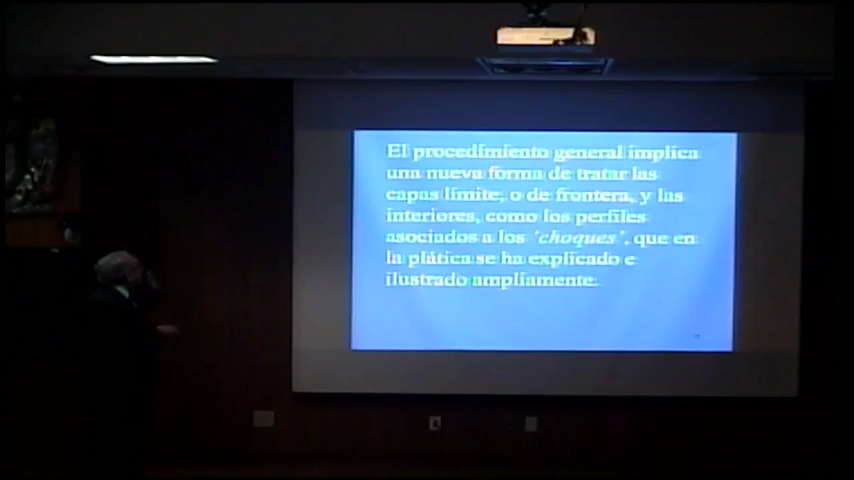 El procedimiento general implica
una nueva forma de tratar las
capas límite, o de frontera, y las
interiores, como los perfiles
asociados a los 'choques', que en
la plática se ha explicado e
ilustrado ampliamente.